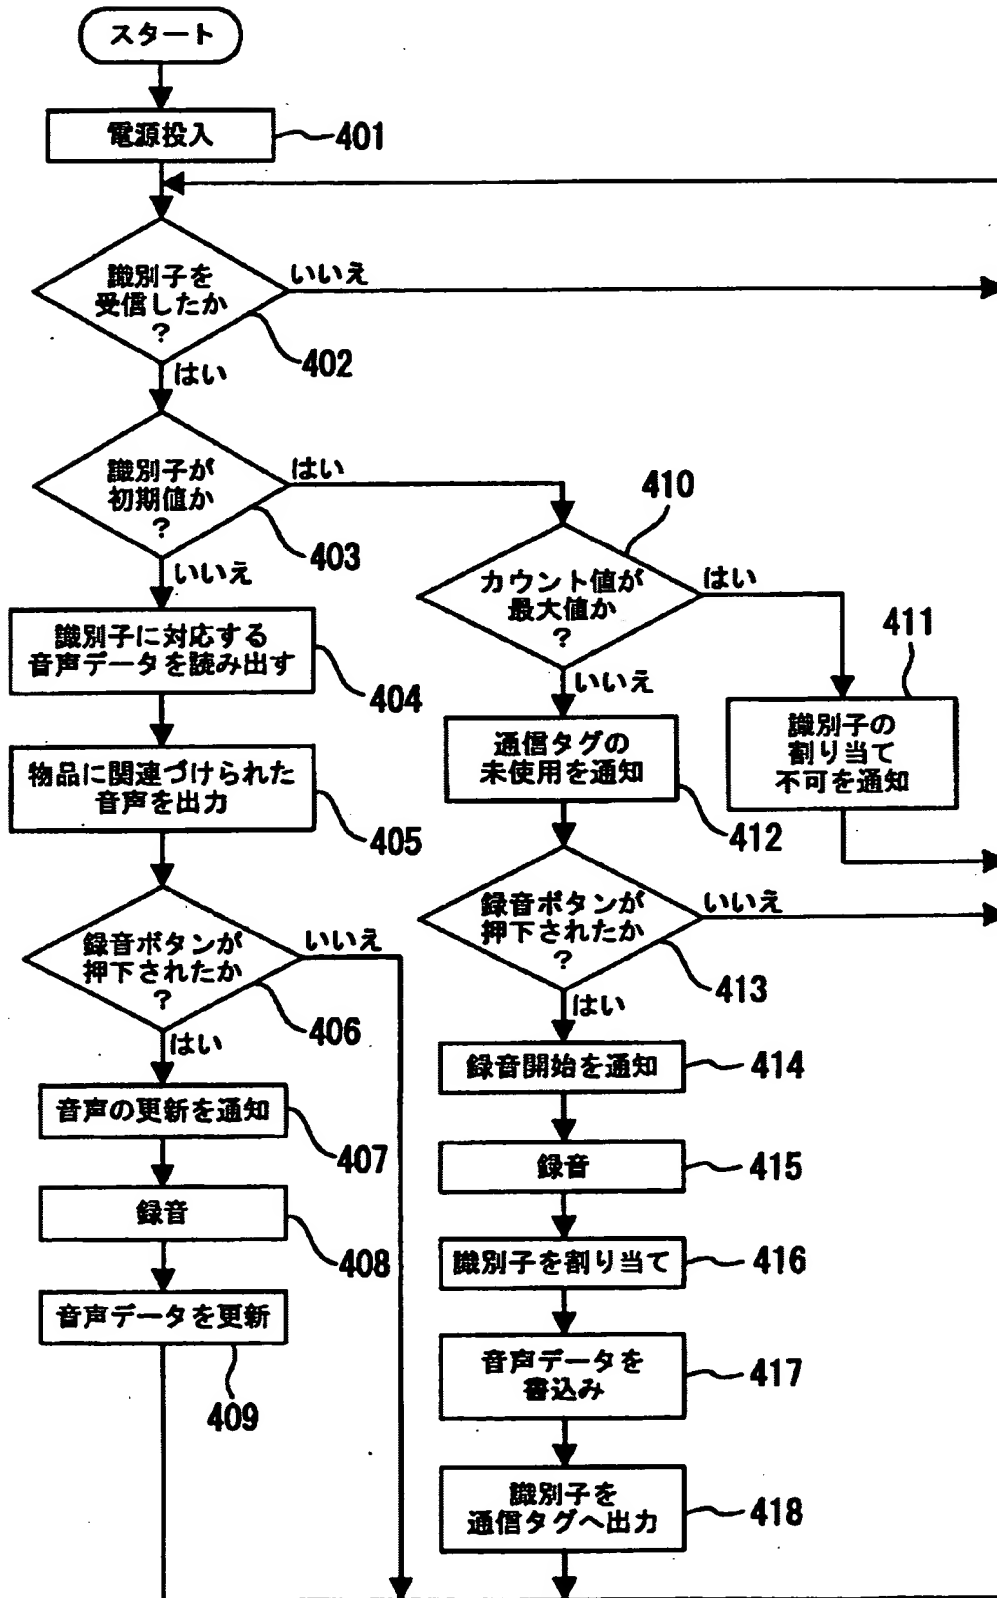 スタート
電源投入
401
識別子を
受信したか
?
いいえ
402
はい
識別子が
初期値か
?
はい
403
いいえ
識別子に対応する
音声データを読み出す
404
物品に関連づけられた
音声を出力
405
録音ボタンが
押下されたか
?
いいえ
406
はい
音声の更新を通知
407
録音
408
音声データを更新
409
410
カウント値が
最大値か
?
はい
411
いいえ
識別子の
割り当て
不可を通知
通信タグの
未使用を通知
412
録音ボタンが
押下されたか
?
いいえ
413
はい
録音開始を通知
414
録音
415
識別子を割り当て
416
音声データを
書込み
417
識別子を
通信タグへ出力
418